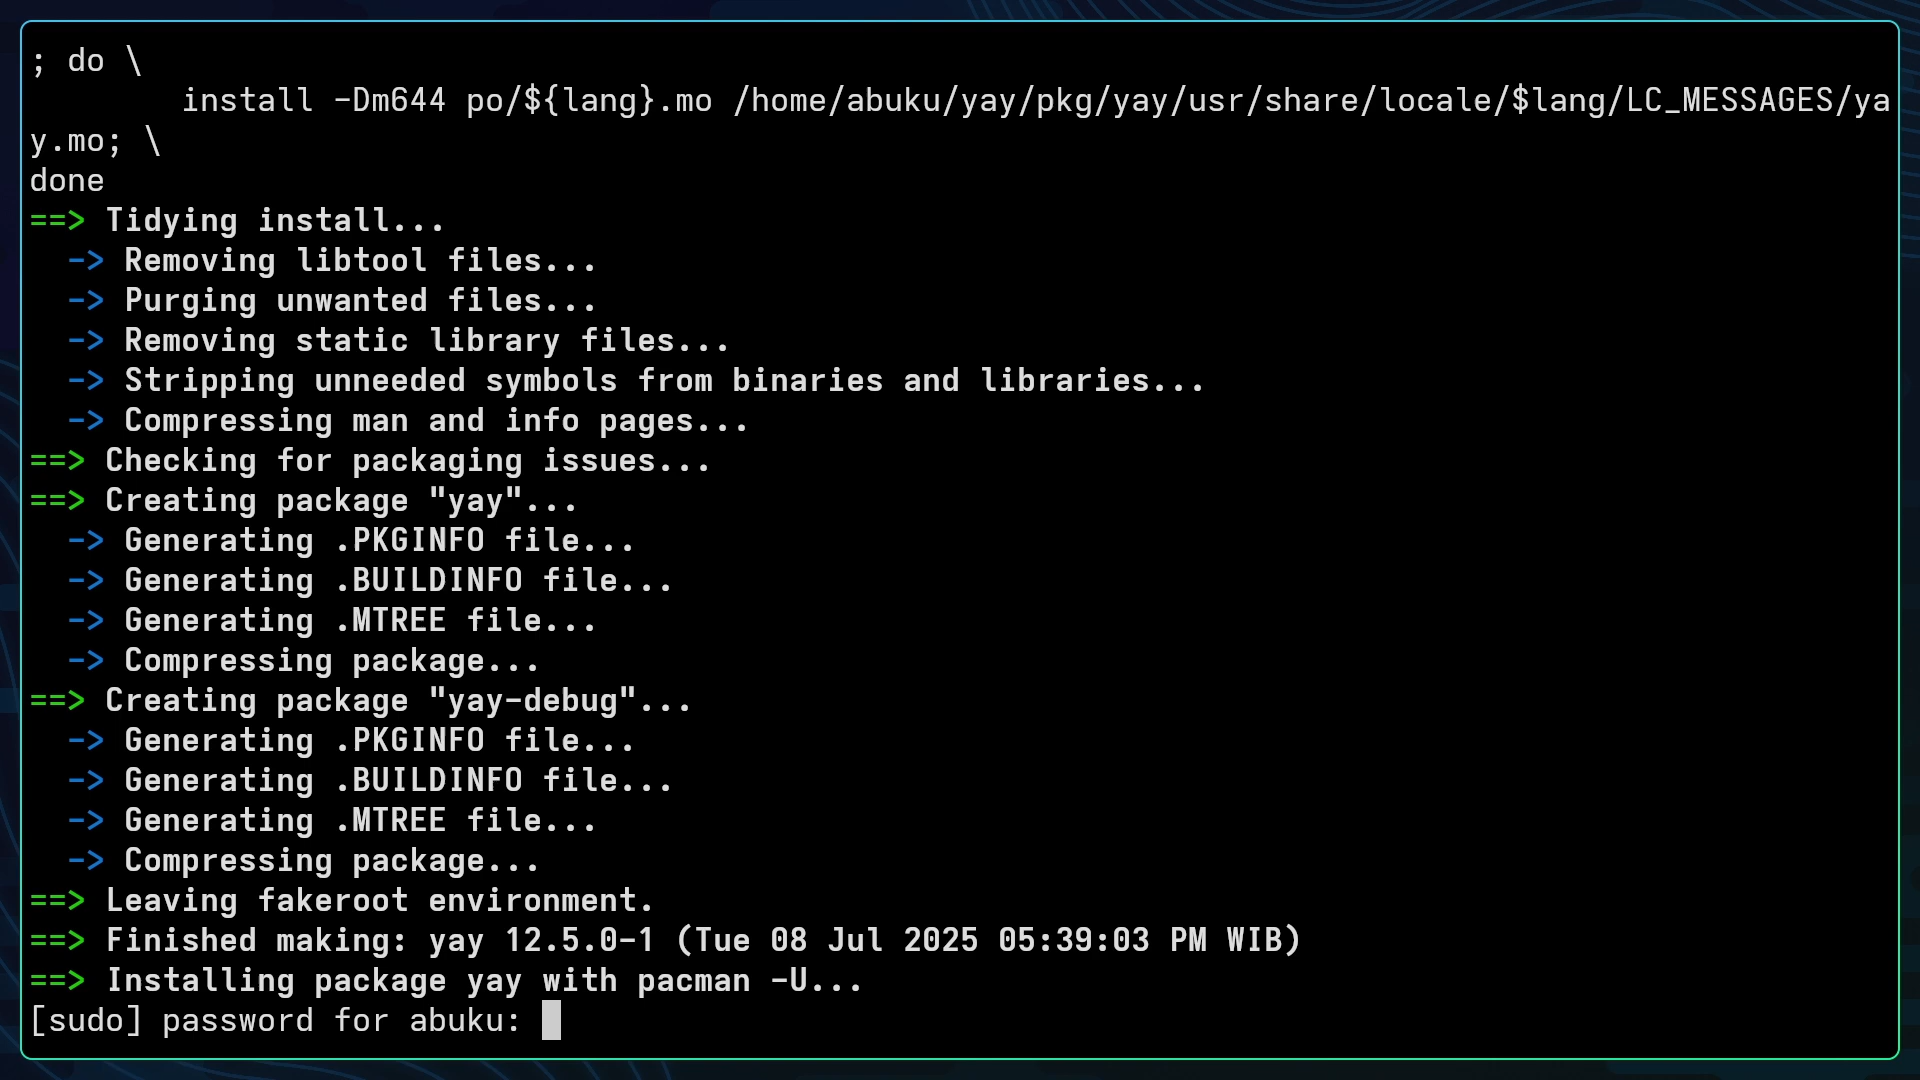 ; do \
        install -Dm644 po/${lang}.mo /home/abuku/yay/pkg/yay/usr/share/locale/$lang/LC_MESSAGES/ya
y.mo; \
done
==> Tidying install...
  -> Removing libtool files...
  -> Purging unwanted files...
  -> Removing static library files...
  -> Stripping unneeded symbols from binaries and libraries...
  -> Compressing man and info pages...
==> Checking for packaging issues...
==> Creating package "yay"...
  -> Generating .PKGINFO file...
  -> Generating .BUILDINFO file...
  -> Generating .MTREE file...
  -> Compressing package...
==> Creating package "yay-debug"...
  -> Generating .PKGINFO file...
  -> Generating .BUILDINFO file...
  -> Generating .MTREE file...
  -> Compressing package...
==> Leaving fakeroot environment.
==> Finished making: yay 12.5.0-1 (Tue 08 Jul 2025 05:39:03 PM WIB)
==> Installing package yay with pacman -U...
[sudo] password for abuku: